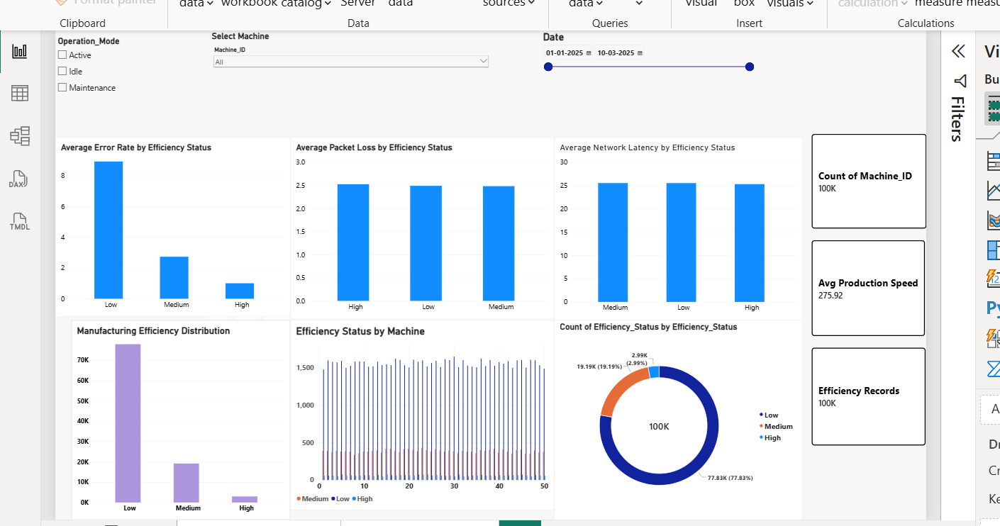 Format painter
data workbook catalog Server data sources data visual box visuals calculation measure
Clipboard Data Queries Insert Calculations
Operation_Mode
Active
Idle
Maintenance
Select Machine
Machine_ID
All
Date
01-01-2025 10-03-2025
Filters
DAX
TMDL
Average Error Rate by Efficiency Status
8
6
4
2
0
Low Medium High
Average Packet Loss by Efficiency Status
3.0
2.5
2.0
1.5
1.0
0.5
0.0
High Low Medium
Average Network Latency by Efficiency Status
30
25
20
15
10
5
0
Medium Low High
Count of Machine_ID
100K
Avg Production Speed
275.92
Efficiency Records
100K
Manufacturing Efficiency Distribution
70K
60K
50K
40K
30K
20K
10K
0K
Low Medium High
Efficiency Status by Machine
1,500
1,000
500
0
0 10 20 30 40 50
Medium Low High
Count of Efficiency_Status by Efficiency_Status
2.99K
(2.99%)
19.19K (19.19%)
100K
77.83K (77.83%)
Low
Medium
High